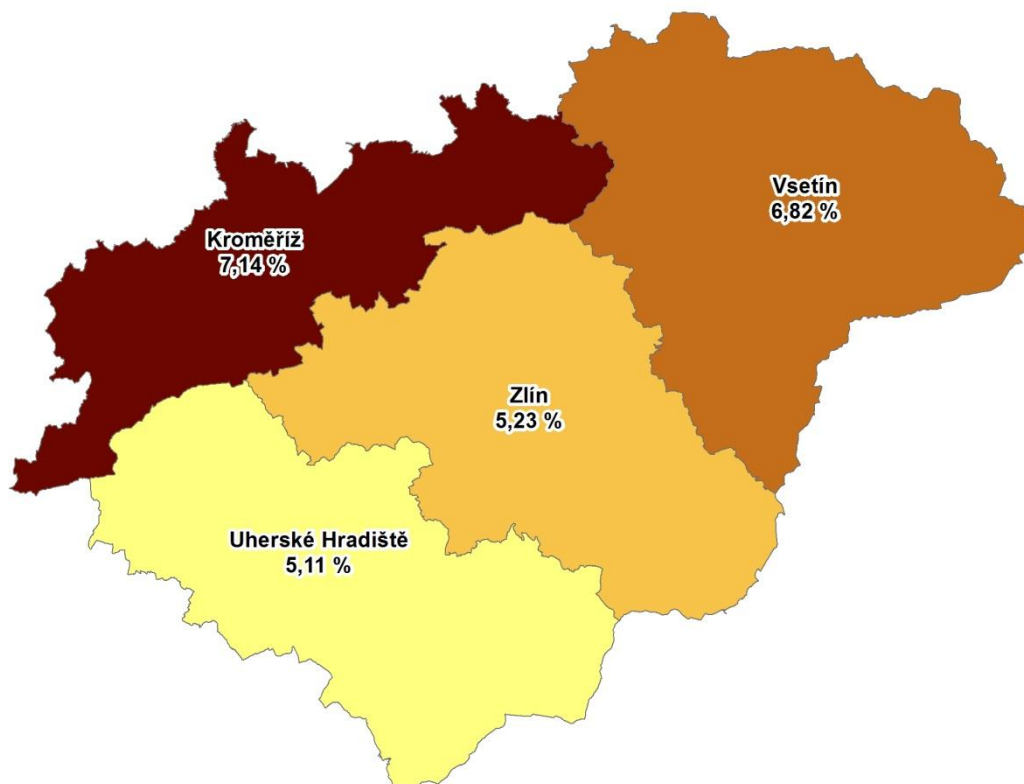 Vsetín
6,82 %
Kroměříž
7,14 %
Zlín
5,23 %
Uherské Hradiště
5,11 %